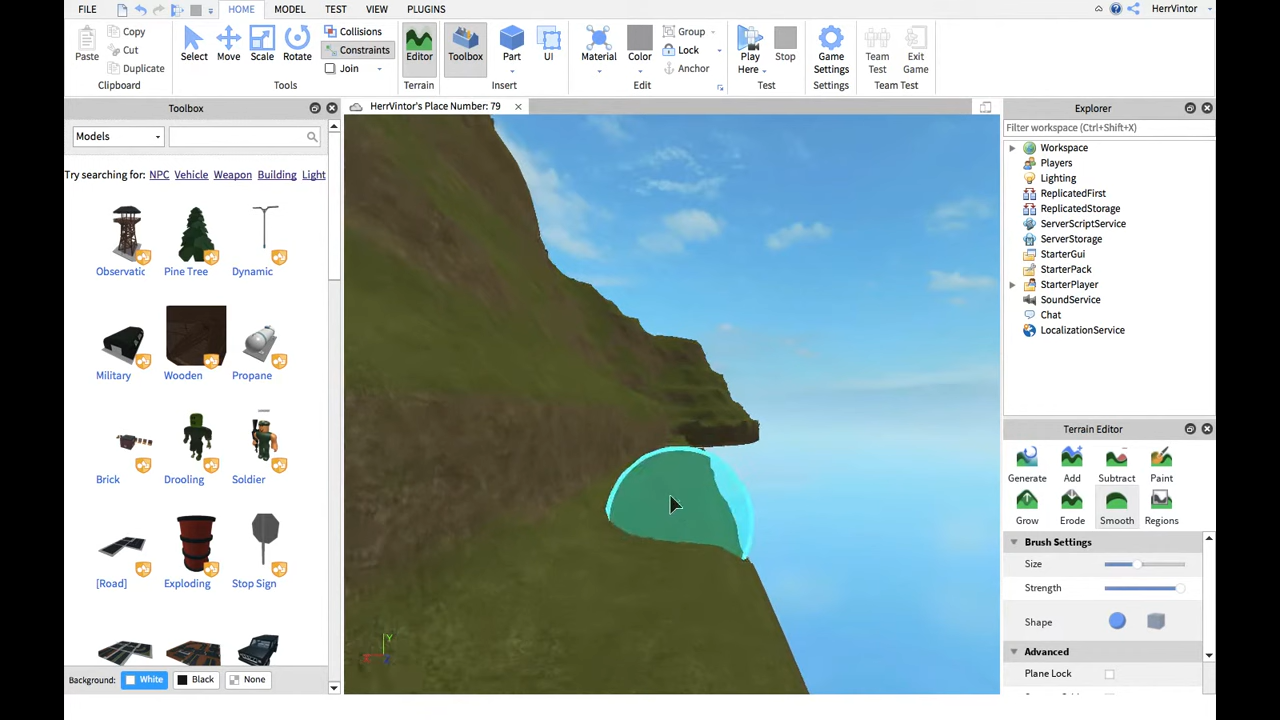 FILE HOME MODEL TEST VIEW PLUGINS HerrVintor
Paste Copy Cut Duplicate Select Move Scale Rotate Collisions Constraints Join Editor Toolbox Part UI Material Color Group Lock Anchor Play Here Stop Game Settings Team Test Exit Game
Clipboard Tools Terrain Insert Edit Test Settings Team Test
Toolbox
HerrVintor's Place Number: 79
Models
Try searching for: NPC Vehicle Weapon Building Light
Observatic Pine Tree Dynamic
Military Wooden Propane
Brick Drooling Soldier
[Road] Exploding Stop Sign
Background: White Black None
Y
X
Explorer
Filter workspace (Ctrl+Shift+X)
Workspace
Players
Lighting
ReplicatedFirst
ReplicatedStorage
ServerScriptService
ServerStorage
StarterGui
StarterPack
StarterPlayer
SoundService
Chat
LocalizationService
Terrain Editor
Generate Add Subtract Paint
Grow Erode Smooth Regions
Brush Settings
Size
Strength
Shape
Advanced
Plane Lock